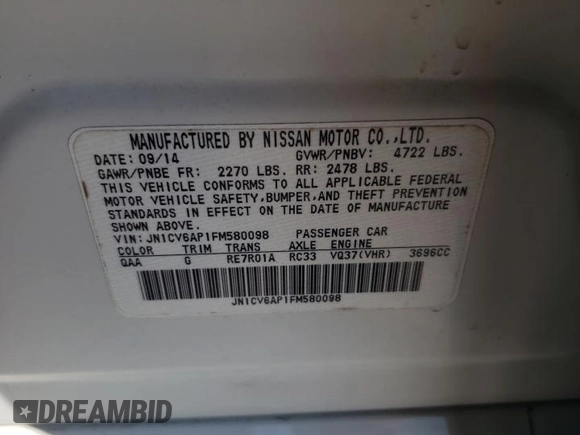 MANUFACTURED BY NISSAN MOTOR CO.,LTD.
DATE: 09/14 GVWR/PNBV: 4722 LBS.
GAWR/PNBE FR: 2270 LBS. RR: 2478 LBS.
THIS VEHICLE CONFORMS TO ALL APPLICABLE FEDERAL
MOTOR VEHICLE SAFETY,BUMPER,AND THEFT PREVENTION
STANDARDS IN EFFECT ON THE DATE OF MANUFACTURE
SHOWN ABOVE.
VIN: JN1CV6AP1FM580098 PASSENGER CAR
COLOR TRIM TRANS AXLE ENGINE
QAA G RE7R01A RC33 VQ37(VHR) 3696CC
JN1CV6AP1FM580098
DREAMBID